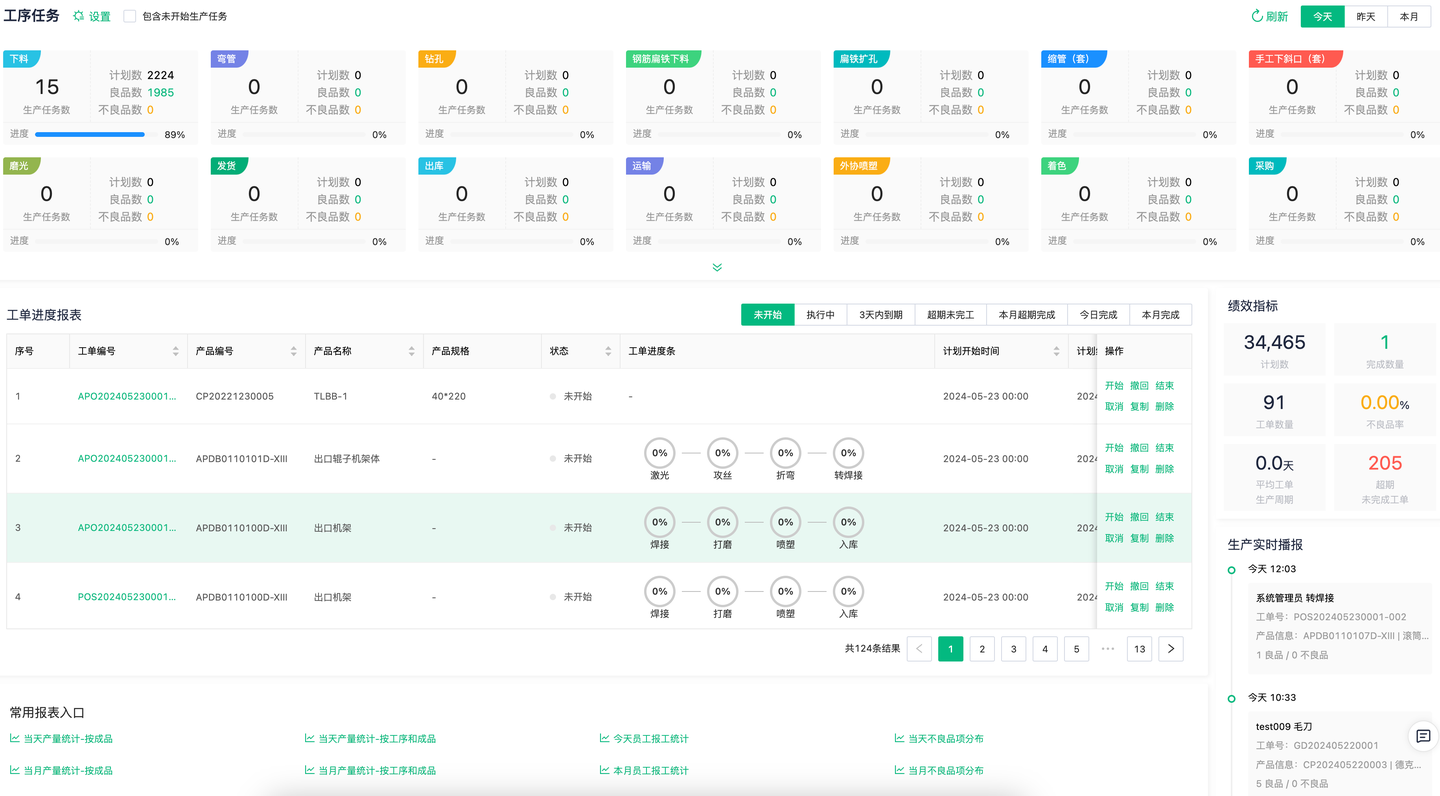 工序任务 设置 包含未开始生产任务 刷新 今天 昨天 本月
下料 弯管 钻孔 钢筋扁铁下料 扁铁扩孔 缩管（套） 手工下斜口（套）
15 生产任务数 计划数 2224 良品数 1985 不良品数 0
0 生产任务数 计划数 0 良品数 0 不良品数 0
0 生产任务数 计划数 0 良品数 0 不良品数 0
0 生产任务数 计划数 0 良品数 0 不良品数 0
0 生产任务数 计划数 0 良品数 0 不良品数 0
0 生产任务数 计划数 0 良品数 0 不良品数 0
0 生产任务数 计划数 0 良品数 0 不良品数 0
进度 89% 进度 0% 进度 0% 进度 0% 进度 0% 进度 0% 进度 0%
磨光 发货 出库 运输 外协喷塑 着色 采购
0 生产任务数 计划数 0 良品数 0 不良品数 0
0 生产任务数 计划数 0 良品数 0 不良品数 0
0 生产任务数 计划数 0 良品数 0 不良品数 0
0 生产任务数 计划数 0 良品数 0 不良品数 0
0 生产任务数 计划数 0 良品数 0 不良品数 0
0 生产任务数 计划数 0 良品数 0 不良品数 0
0 生产任务数 计划数 0 良品数 0 不良品数 0
进度 0% 进度 0% 进度 0% 进度 0% 进度 0% 进度 0% 进度 0%
工单进度报表 未开始 执行中 3天内到期 超期未完工 本月超期完成 今日完成 本月完成
序号 工单编号 产品编号 产品名称 产品规格 状态 工单进度条 计划开始时间 操作
1 APO202405230001... CP20221230005 TLBB-1 40*220 未开始 - 2024-05-23 00:00 2024 开始 撤回 结束
取消 复制 删除
2 APO202405230001... APDB0110101D-XIII 出口辊子机架体 - 未开始 0% 0% 0% 0% 2024-05-23 00:00 2024 开始 撤回 结束
激光 攻丝 折弯 转焊接 取消 复制 删除
3 APO202405230001... APDB0110100D-XIII 出口机架 - 未开始 0% 0% 0% 0% 2024-05-23 00:00 2024 开始 撤回 结束
焊接 打磨 喷塑 入库 取消 复制 删除
4 POS202405230001... APDB0110100D-XIII 出口机架 - 未开始 0% 0% 0% 0% 2024-05-23 00:00 2024 开始 撤回 结束
焊接 打磨 喷塑 入库 取消 复制 删除
共124条结果 < 1 2 3 4 5 ••• 13 >
常用报表入口
当天产量统计-按成品 当天产量统计-按工序和成品 今天员工报工统计 当天不良品项分布
当月产量统计-按成品 当月产量统计-按工序和成品 本月员工报工统计 当月不良品项分布
绩效指标
34,465 1
计划数 完成数量
91 0.00%
工单数量 不良品率
0.0天 205
平均工单 超期
生产周期 未完成工单
生产实时播报
今天 12:03
系统管理员 转焊接
工单号：POS202405230001-002
产品信息：APDB0110107D-XIII | 滚筒...
1 良品 / 0 不良品
今天 10:33
test009 毛刀
工单号：GD202405220001
产品信息：CP202405220003 | 德克...
5 良品 / 0 不良品